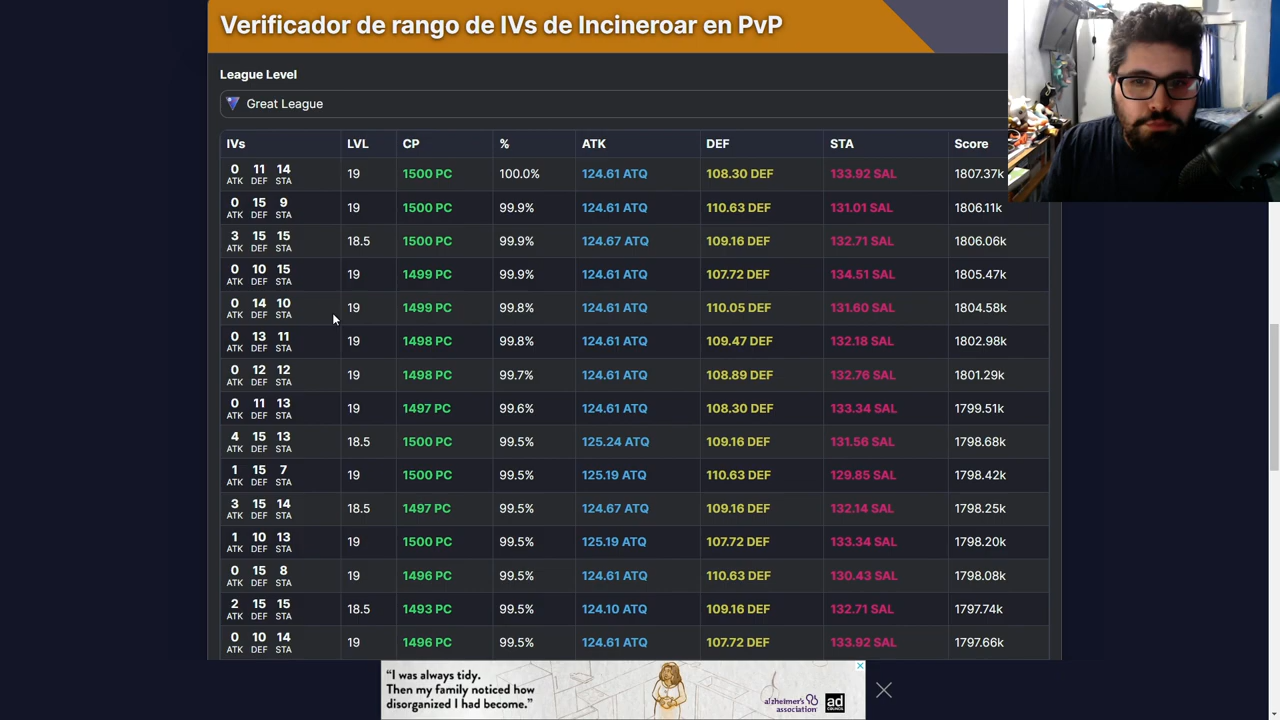 Verificador de rango de IVs de Incineroar en PvP
League Level
Great League
IVs LVL CP % ATK DEF STA Score
0 11 14 19 1500 PC 100.0% 124.61 ATQ 108.30 DEF 133.92 SAL 1807.37k
ATK DEF STA
0 15 9 19 1500 PC 99.9% 124.61 ATQ 110.63 DEF 131.01 SAL 1806.11k
ATK DEF STA
3 15 15 18.5 1500 PC 99.9% 124.67 ATQ 109.16 DEF 132.71 SAL 1806.06k
ATK DEF STA
0 10 15 19 1499 PC 99.9% 124.61 ATQ 107.72 DEF 134.51 SAL 1805.47k
ATK DEF STA
0 14 10 19 1499 PC 99.8% 124.61 ATQ 110.05 DEF 131.60 SAL 1804.58k
ATK DEF STA
0 13 11 19 1498 PC 99.8% 124.61 ATQ 109.47 DEF 132.18 SAL 1802.98k
ATK DEF STA
0 12 12 19 1498 PC 99.7% 124.61 ATQ 108.89 DEF 132.76 SAL 1801.29k
ATK DEF STA
0 11 13 19 1497 PC 99.6% 124.61 ATQ 108.30 DEF 133.34 SAL 1799.51k
ATK DEF STA
4 15 13 18.5 1500 PC 99.5% 125.24 ATQ 109.16 DEF 131.56 SAL 1798.68k
ATK DEF STA
1 15 7 19 1500 PC 99.5% 125.19 ATQ 110.63 DEF 129.85 SAL 1798.42k
ATK DEF STA
3 15 14 18.5 1497 PC 99.5% 124.67 ATQ 109.16 DEF 132.14 SAL 1798.25k
ATK DEF STA
1 10 13 19 1500 PC 99.5% 125.19 ATQ 107.72 DEF 133.34 SAL 1798.20k
ATK DEF STA
0 15 8 19 1496 PC 99.5% 124.61 ATQ 110.63 DEF 130.43 SAL 1798.08k
ATK DEF STA
2 15 15 18.5 1493 PC 99.5% 124.10 ATQ 109.16 DEF 132.71 SAL 1797.74k
ATK DEF STA
0 10 14 19 1496 PC 99.5% 124.61 ATQ 107.72 DEF 133.92 SAL 1797.66k
ATK DEF STA
“I was always tidy.
Then my family noticed how
disorganized I had become.”
alzheimer's association
ad COUNCIL